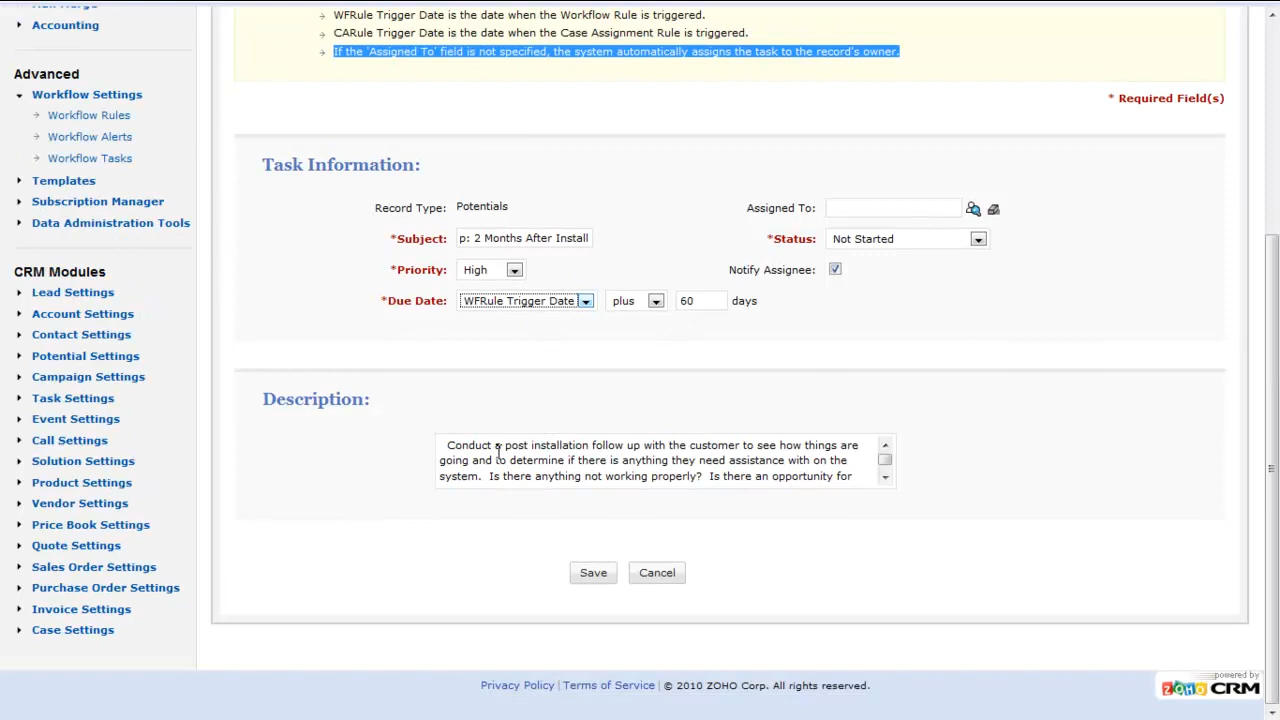 Accounting
Advanced
Workflow Settings
Workflow Rules
Workflow Alerts
Workflow Tasks
Templates
Subscription Manager
Data Administration Tools
CRM Modules
Lead Settings
Account Settings
Contact Settings
Potential Settings
Campaign Settings
Task Settings
Event Settings
Call Settings
Solution Settings
Product Settings
Vendor Settings
Price Book Settings
Quote Settings
Sales Order Settings
Purchase Order Settings
Invoice Settings
Case Settings
WFRule Trigger Date is the date when the Workflow Rule is triggered.
CARule Trigger Date is the date when the Case Assignment Rule is triggered.
If the 'Assigned To' field is not specified, the system automatically assigns the task to the record's owner.
* Required Field(s)
Task Information:
Record Type: Potentials Assigned To:
*Subject: p: 2 Months After Install *Status: Not Started
*Priority: High Notify Assignee:
*Due Date: WFRule Trigger Date plus 60 days
Description:
Conduct a post installation follow up with the customer to see how things are
going and to determine if there is anything they need assistance with on the
system. Is there anything not working properly? Is there an opportunity for
Save Cancel
Privacy Policy | Terms of Service | © 2010 ZOHO Corp. All rights reserved.
powered by
ZOHO CRM